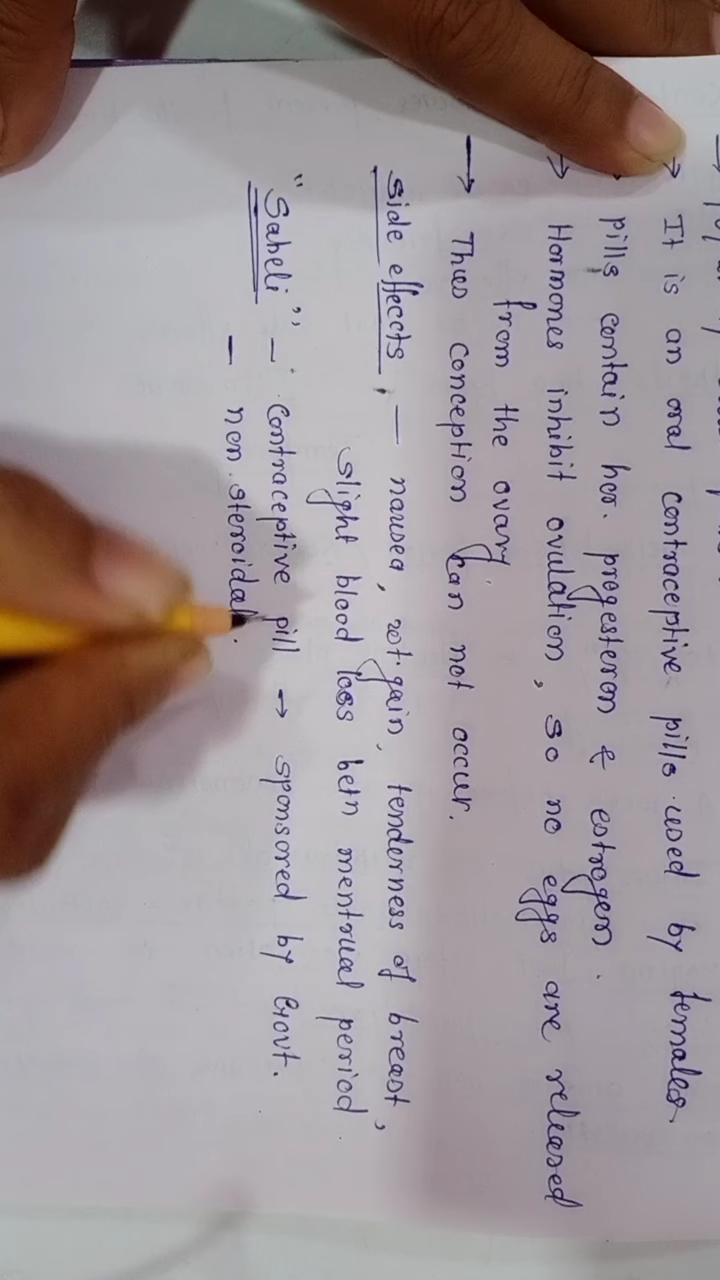 → It is an oral contraceptive pills used by females.
→ pills contain hor. progesteron & estrogen.
→ Hormones inhibit ovulation, so no eggs are released
from the ovary.
→ Thus conception can not occur.
Side effects, — nausea, wt gain, tenderness of breast,
slight blood loss betn mentrual period
"Saheli" – contraceptive pill → sponsored by Govt.
– non steroidal.